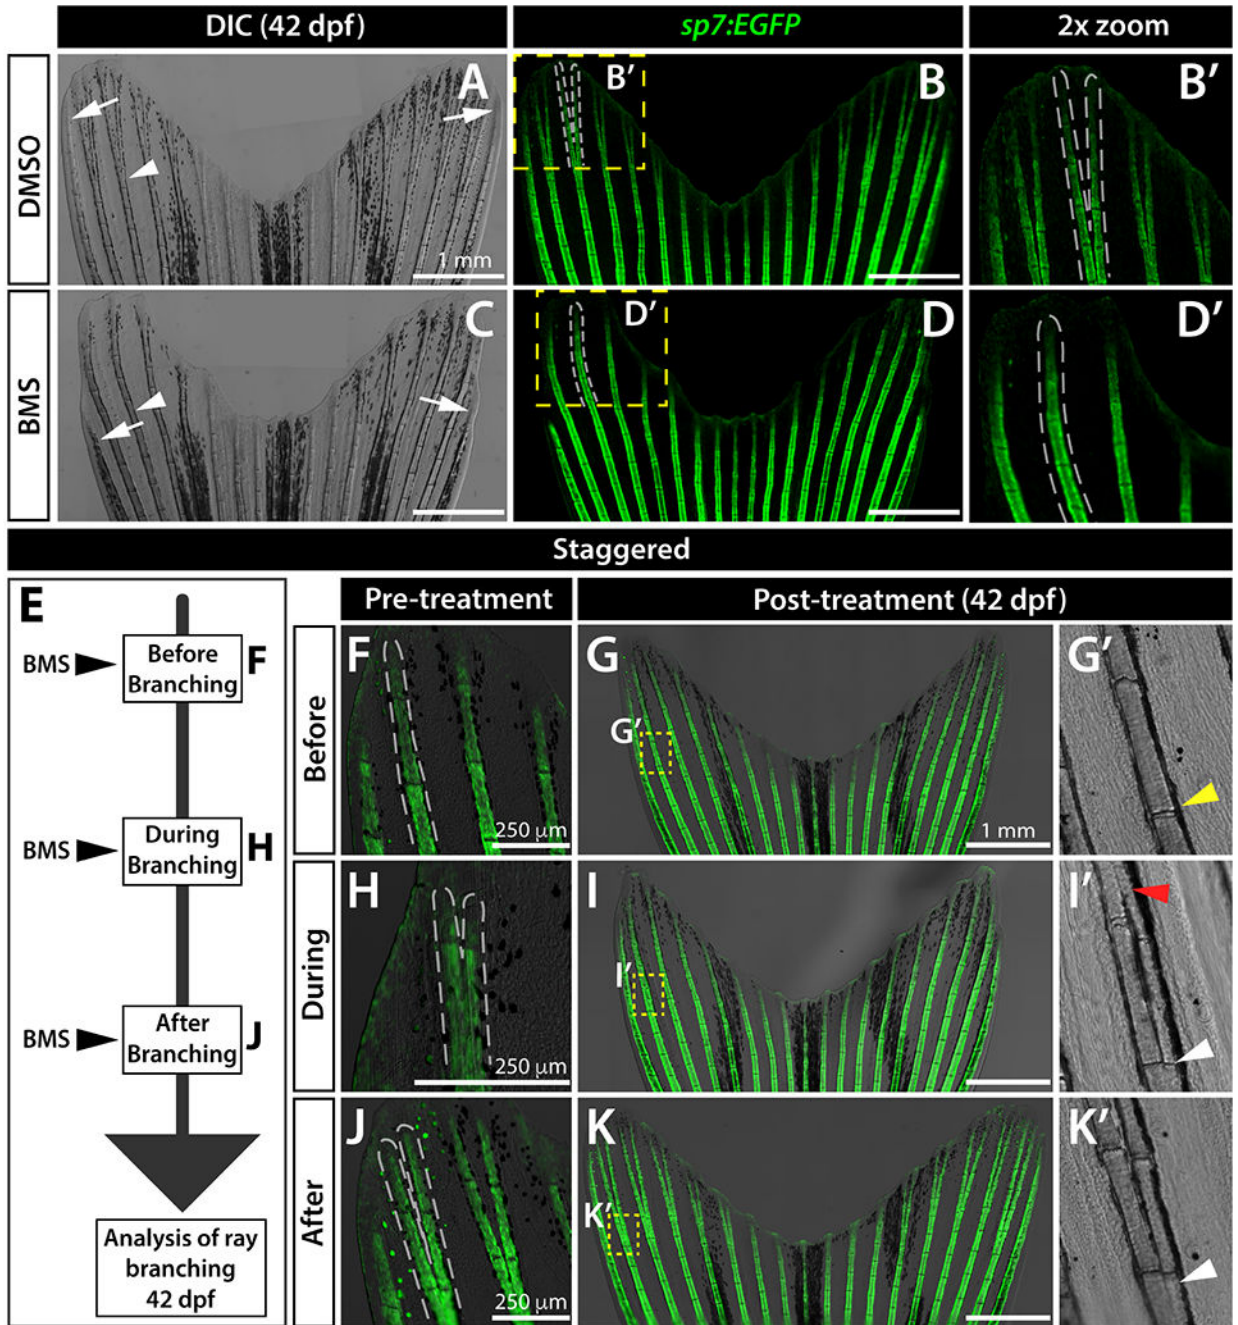 DIC (42 dpf)
sp7:EGFP
2x zoom
DMSO
A
1 mm
B′
B
B′
BMS
C
D′
D
D′
Staggered
E
BMS
Before
Branching
F
BMS
During
Branching
H
BMS
After
Branching
J
Analysis of ray
branching
42 dpf
Pre-treatment
Post-treatment (42 dpf)
Before
F
250 μm
G
G′
1 mm
G′
During
H
250 μm
I
I′
I′
After
J
250 μm
K
K′
K′